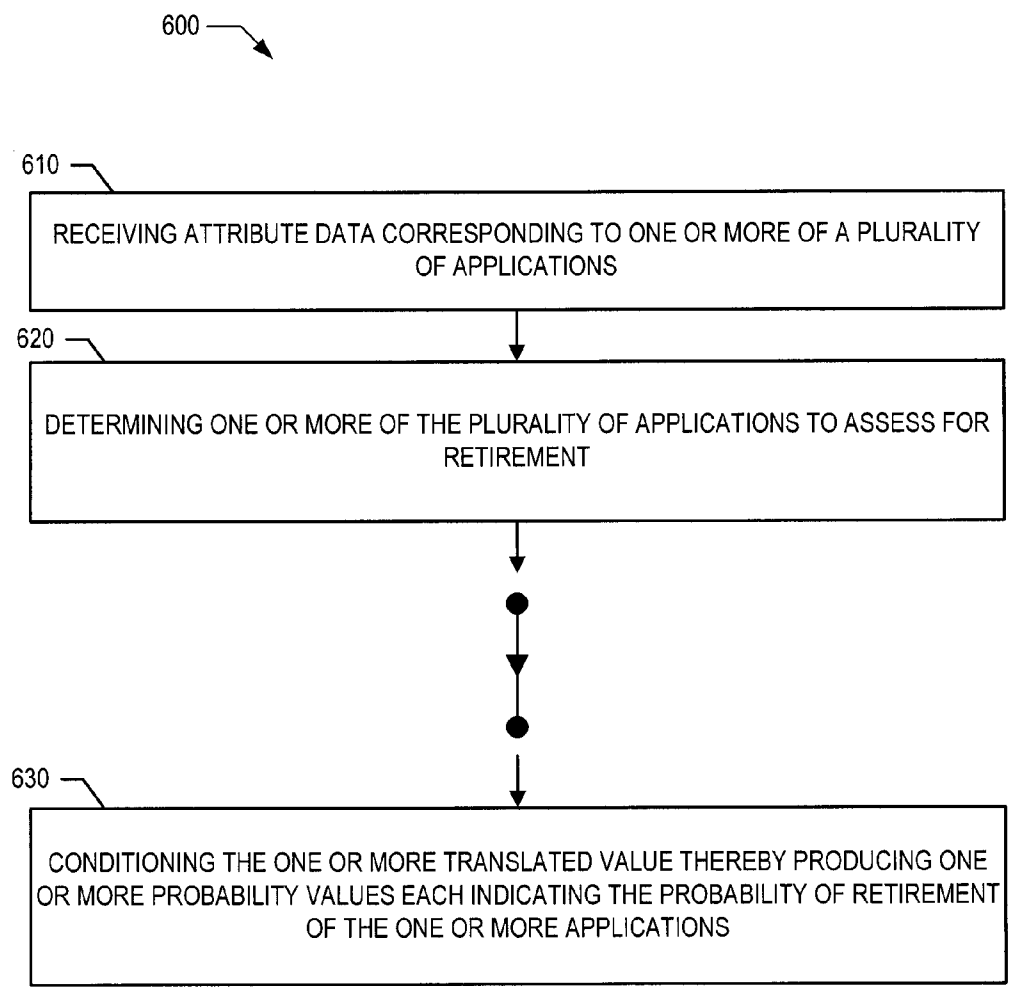 600
610
RECEIVING ATTRIBUTE DATA CORRESPONDING TO ONE OR MORE OF A PLURALITY
OF APPLICATIONS
620
DETERMINING ONE OR MORE OF THE PLURALITY OF APPLICATIONS TO ASSESS FOR
RETIREMENT
630
CONDITIONING THE ONE OR MORE TRANSLATED VALUE THEREBY PRODUCING ONE
OR MORE PROBABILITY VALUES EACH INDICATING THE PROBABILITY OF RETIREMENT
OF THE ONE OR MORE APPLICATIONS